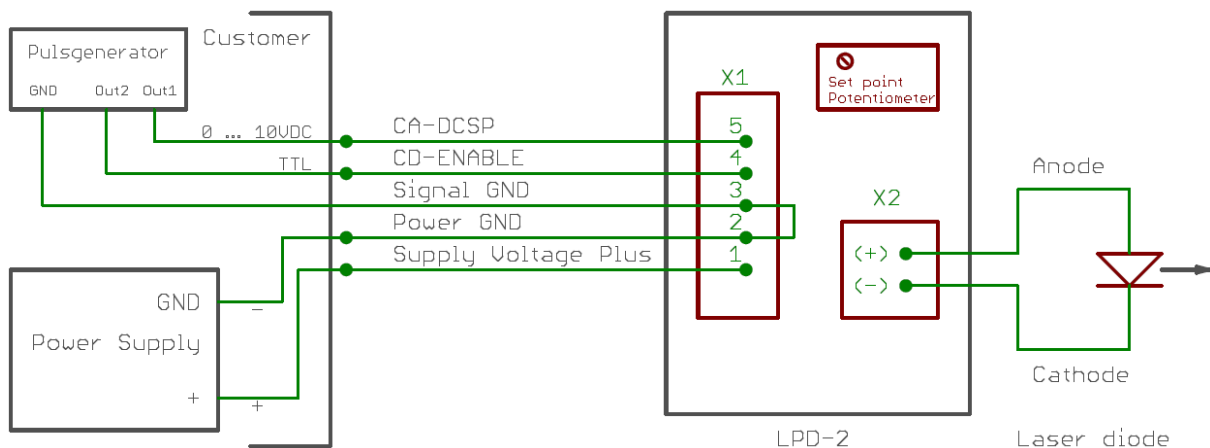 Customer
Pulsgenerator
GND Out2 Out1
0 ... 10VDC
TTL
CA-DCSP
CD-ENABLE
Signal GND
Power GND
Supply Voltage Plus
GND
-
Power Supply
+
+
X1
5
4
3
2
1
Set point
Potentiometer
X2
(+)
(-)
LPD-2
Anode
Cathode
Laser diode